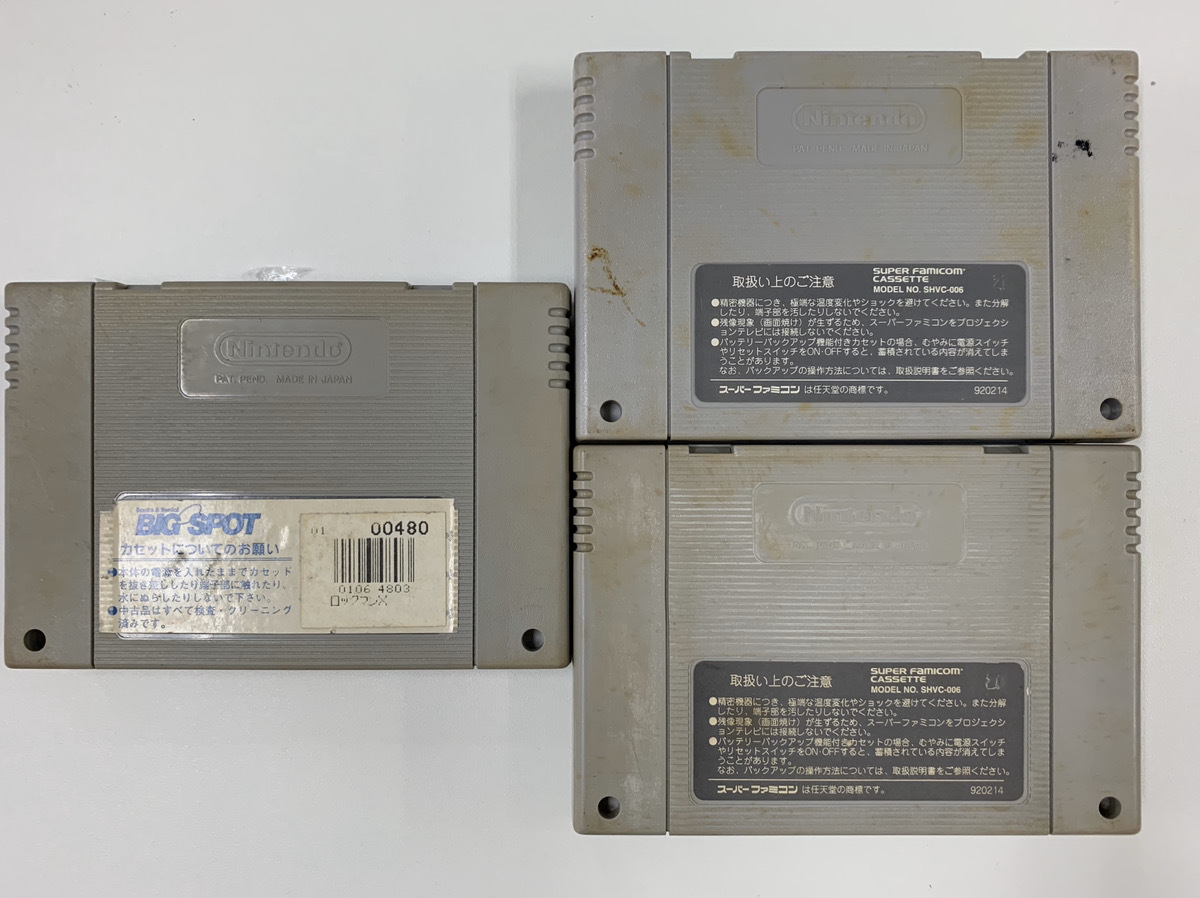 Nintendo
PAT. PEND. MADE IN JAPAN
Books & Rental
BIG SPOT
カセットについてのお願い
●本体の電源を入れたままでカセット
を抜き差ししたり端子部に触れたり、
水にぬらしたりしないで下さい。
●中古品はすべて検査・クリーニング
済みです。
01 00480
0106 4803
ロックマンX
Nintendo
PAT. PEND. MADE IN JAPAN
取扱い上のご注意
SUPER FAMICOM
CASSETTE
MODEL NO. SHVC-006
●精密機器につき、極端な温度変化やショックを避けてください。また分解
したり、端子部を汚したりしないでください。
●残像現象（画面焼け）が生ずるため、スーパーファミコンをプロジェクシ
ョンテレビには接続しないでください。
●バッテリーバックアップ機能付きカセットの場合、むやみに電源スイッチ
やリセットスイッチをON・OFFすると、蓄積されている内容が消えてしま
うことがあります。
なお、バックアップの操作方法については、取扱説明書をご参照ください。
スーパーファミコン は任天堂の商標です。 920214
Nintendo
取扱い上のご注意
SUPER FAMICOM
CASSETTE
MODEL NO. SHVC-006
●精密機器につき、極端な温度変化やショックを避けてください。また分解
したり、端子部を汚したりしないでください。
●残像現象（画面焼け）が生ずるため、スーパーファミコンをプロジェクシ
ョンテレビには接続しないでください。
●バッテリーバックアップ機能付きカセットの場合、むやみに電源スイッチ
やリセットスイッチをON・OFFすると、蓄積されている内容が消えてしま
うことがあります。
なお、バックアップの操作方法については、取扱説明書をご参照ください。
スーパーファミコン は任天堂の商標です。 920214